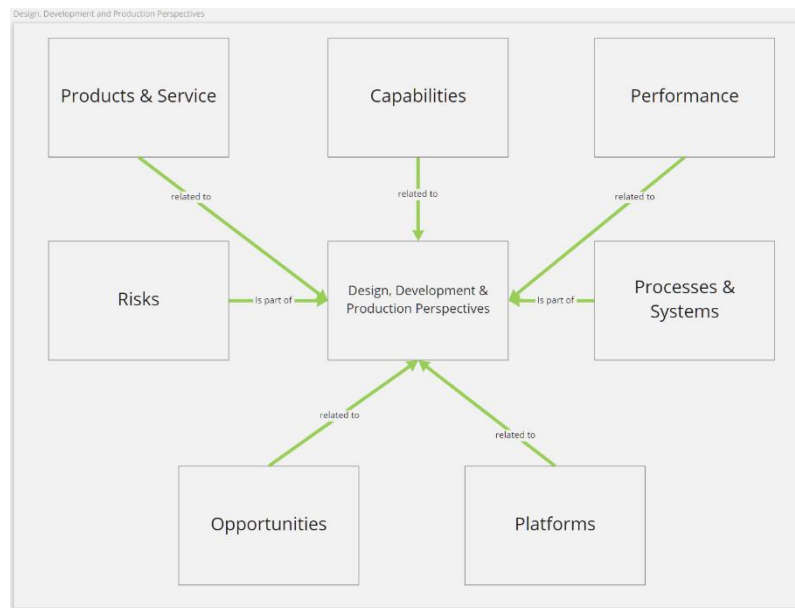 Design, Development and Production Perspectives
Products & Service
Capabilities
Performance
related to
related to
related to
Risks
Is part of
Design, Development &
Production Perspectives
Is part of
Processes &
Systems
related to
related to
Opportunities
Platforms